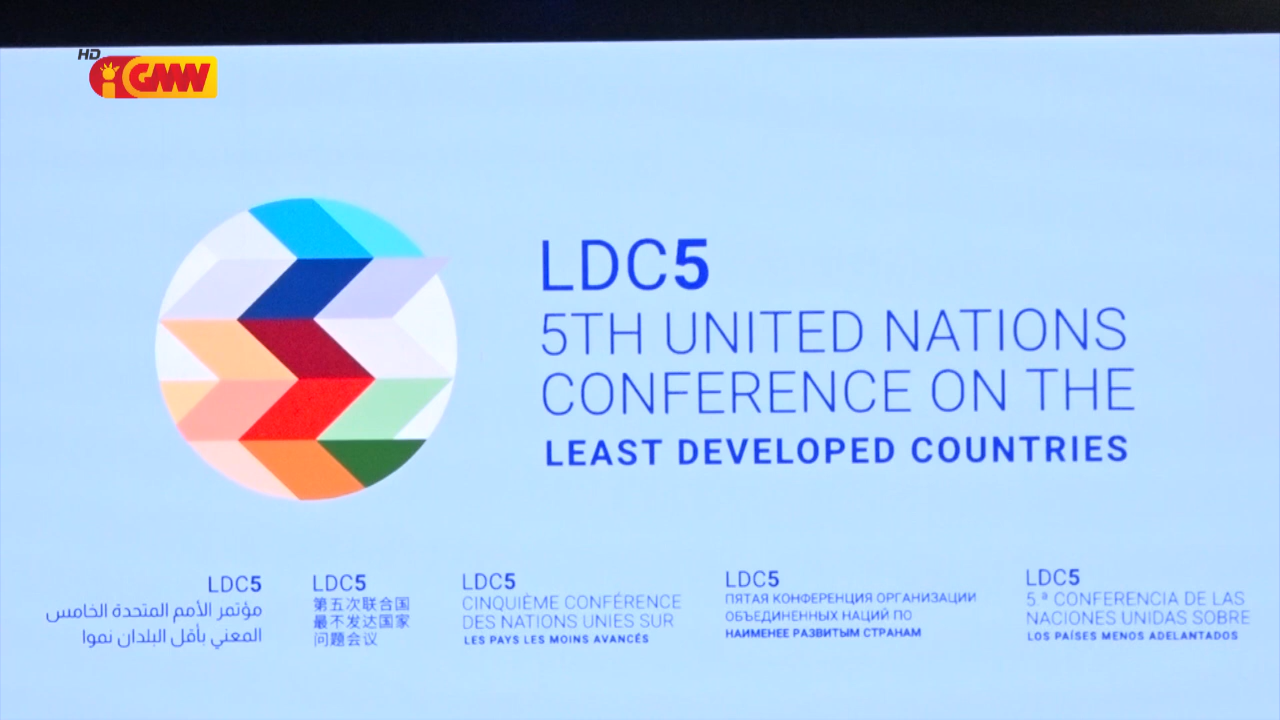 HD
iGMW
LDC5
5TH UNITED NATIONS
CONFERENCE ON THE
LEAST DEVELOPED COUNTRIES
LDC5
مؤتمر الأمم المتحدة الخامس
المعني بأقل البلدان نموا
LDC5
第五次联合国
最不发达国家
问题会议
LDC5
CINQUIÈME CONFÉRENCE
DES NATIONS UNIES SUR
LES PAYS LES MOINS AVANCÉS
LDC5
ПЯТАЯ КОНФЕРЕНЦИЯ ОРГАНИЗАЦИИ
ОБЪЕДИНЕННЫХ НАЦИЙ ПО
НАИМЕНЕЕ РАЗВИТЫМ СТРАНАМ
LDC5
5.ª CONFERENCIA DE LAS
NACIONES UNIDAS SOBRE
LOS PAÍSES MENOS ADELANTADOS